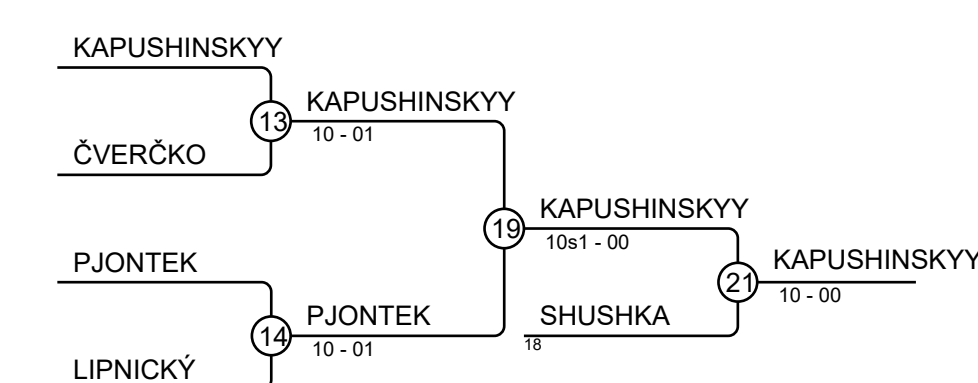 KAPUSHINSKYY
13
KAPUSHINSKYY
10 - 01
ČVERČKO
19
KAPUSHINSKYY
10s1 - 00
PJONTEK
21
KAPUSHINSKYY
10 - 00
14
PJONTEK
10 - 01
SHUSHKA
18
LIPNICKÝ